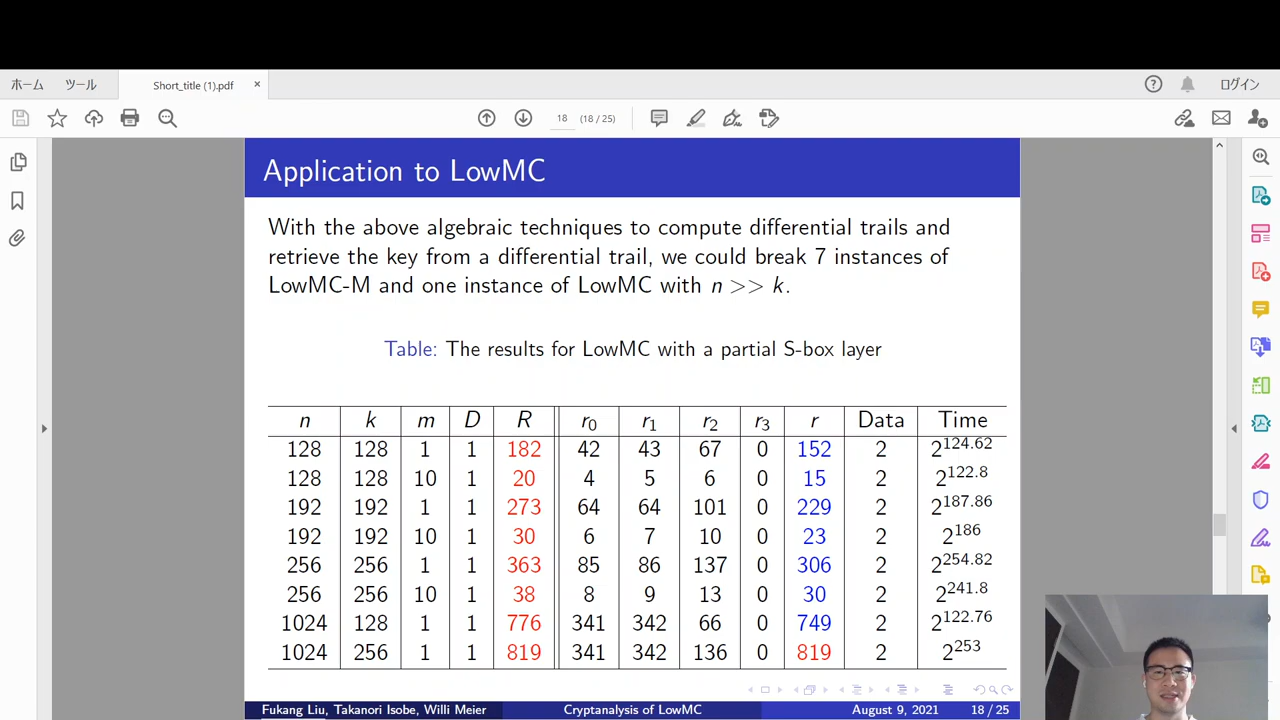 ホーム ツール Short_title (1).pdf × ログイン
18 (18 / 25)
Application to LowMC
With the above algebraic techniques to compute differential trails and
retrieve the key from a differential trail, we could break 7 instances of
LowMC-M and one instance of LowMC with n >> k.
Table: The results for LowMC with a partial S-box layer
n k m D R r₀ r₁ r₂ r₃ r Data Time
128 128 1 1 182 42 43 67 0 152 2 2^124.62
128 128 10 1 20 4 5 6 0 15 2 2^122.8
192 192 1 1 273 64 64 101 0 229 2 2^187.86
192 192 10 1 30 6 7 10 0 23 2 2^186
256 256 1 1 363 85 86 137 0 306 2 2^254.82
256 256 10 1 38 8 9 13 0 30 2 2^241.8
1024 128 1 1 776 341 342 66 0 749 2 2^122.76
1024 256 1 1 819 341 342 136 0 819 2 2^253
Fukang Liu, Takanori Isobe, Willi Meier Cryptanalysis of LowMC August 9, 2021 18 / 25